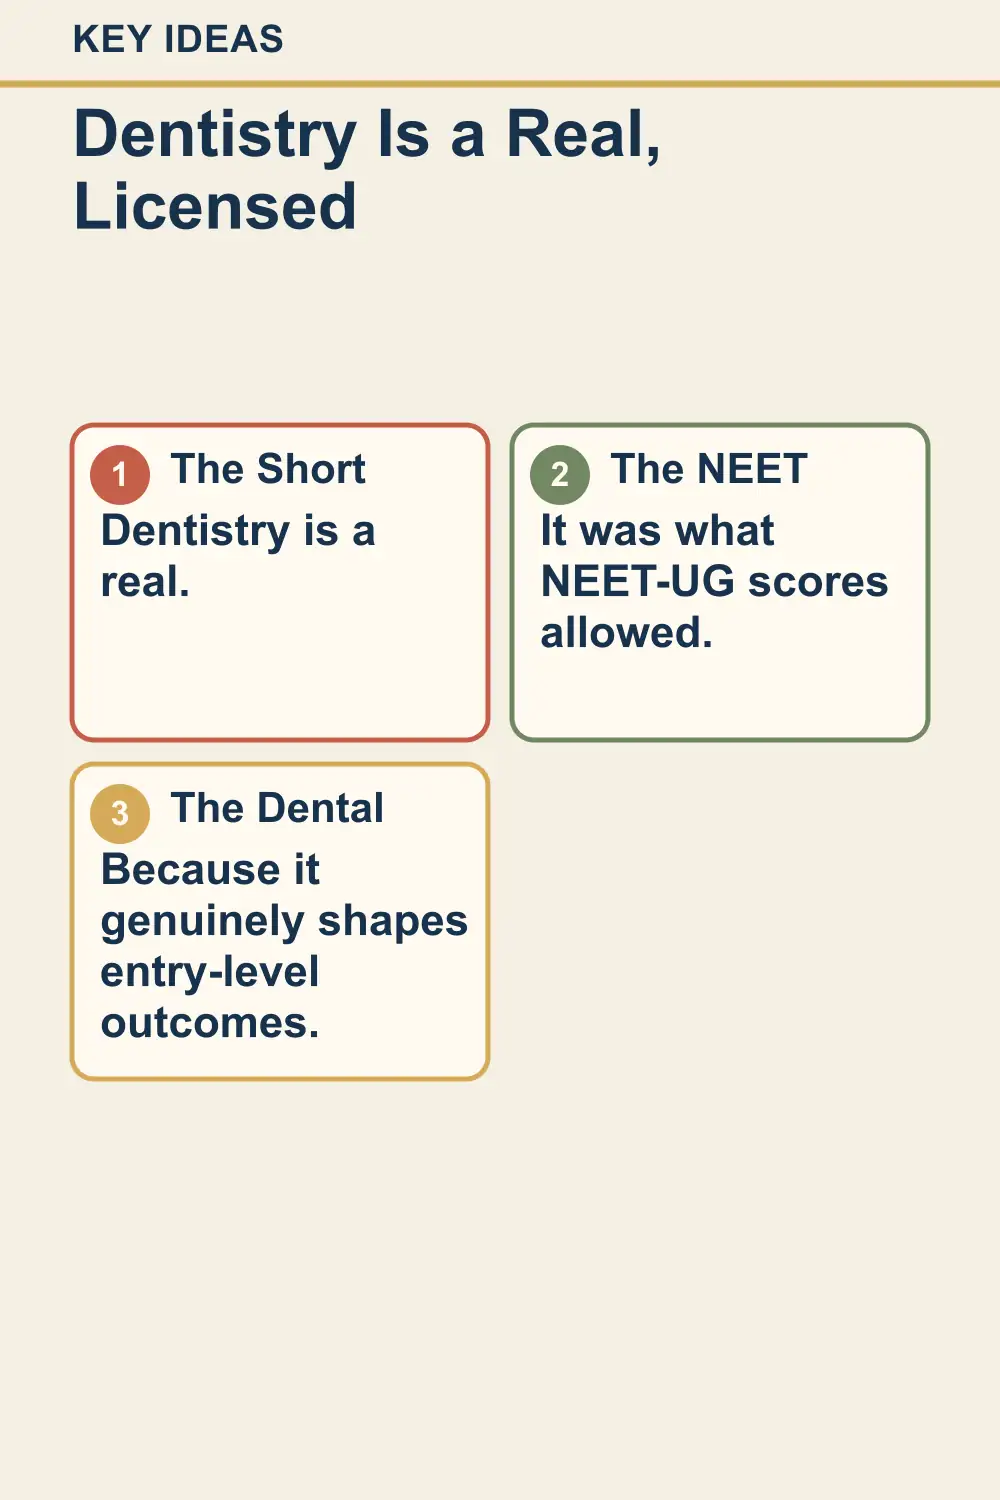 KEY IDEAS
Dentistry Is a Real,
Licensed
1 The Short
Dentistry is a
real.
2 The NEET
It was what
NEET-UG scores
allowed.
3 The Dental
Because it
genuinely shapes
entry-level
outcomes.